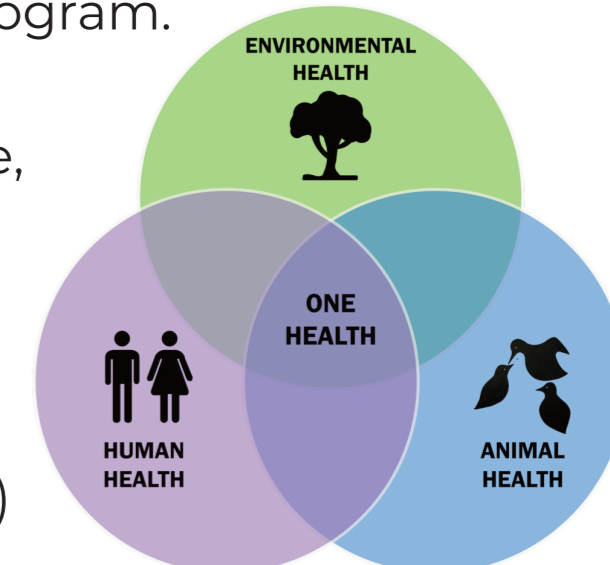 ogram.
ENVIRONMENTAL
HEALTH
e,
ONE
HEALTH
HUMAN
HEALTH
ANIMAL
HEALTH
)